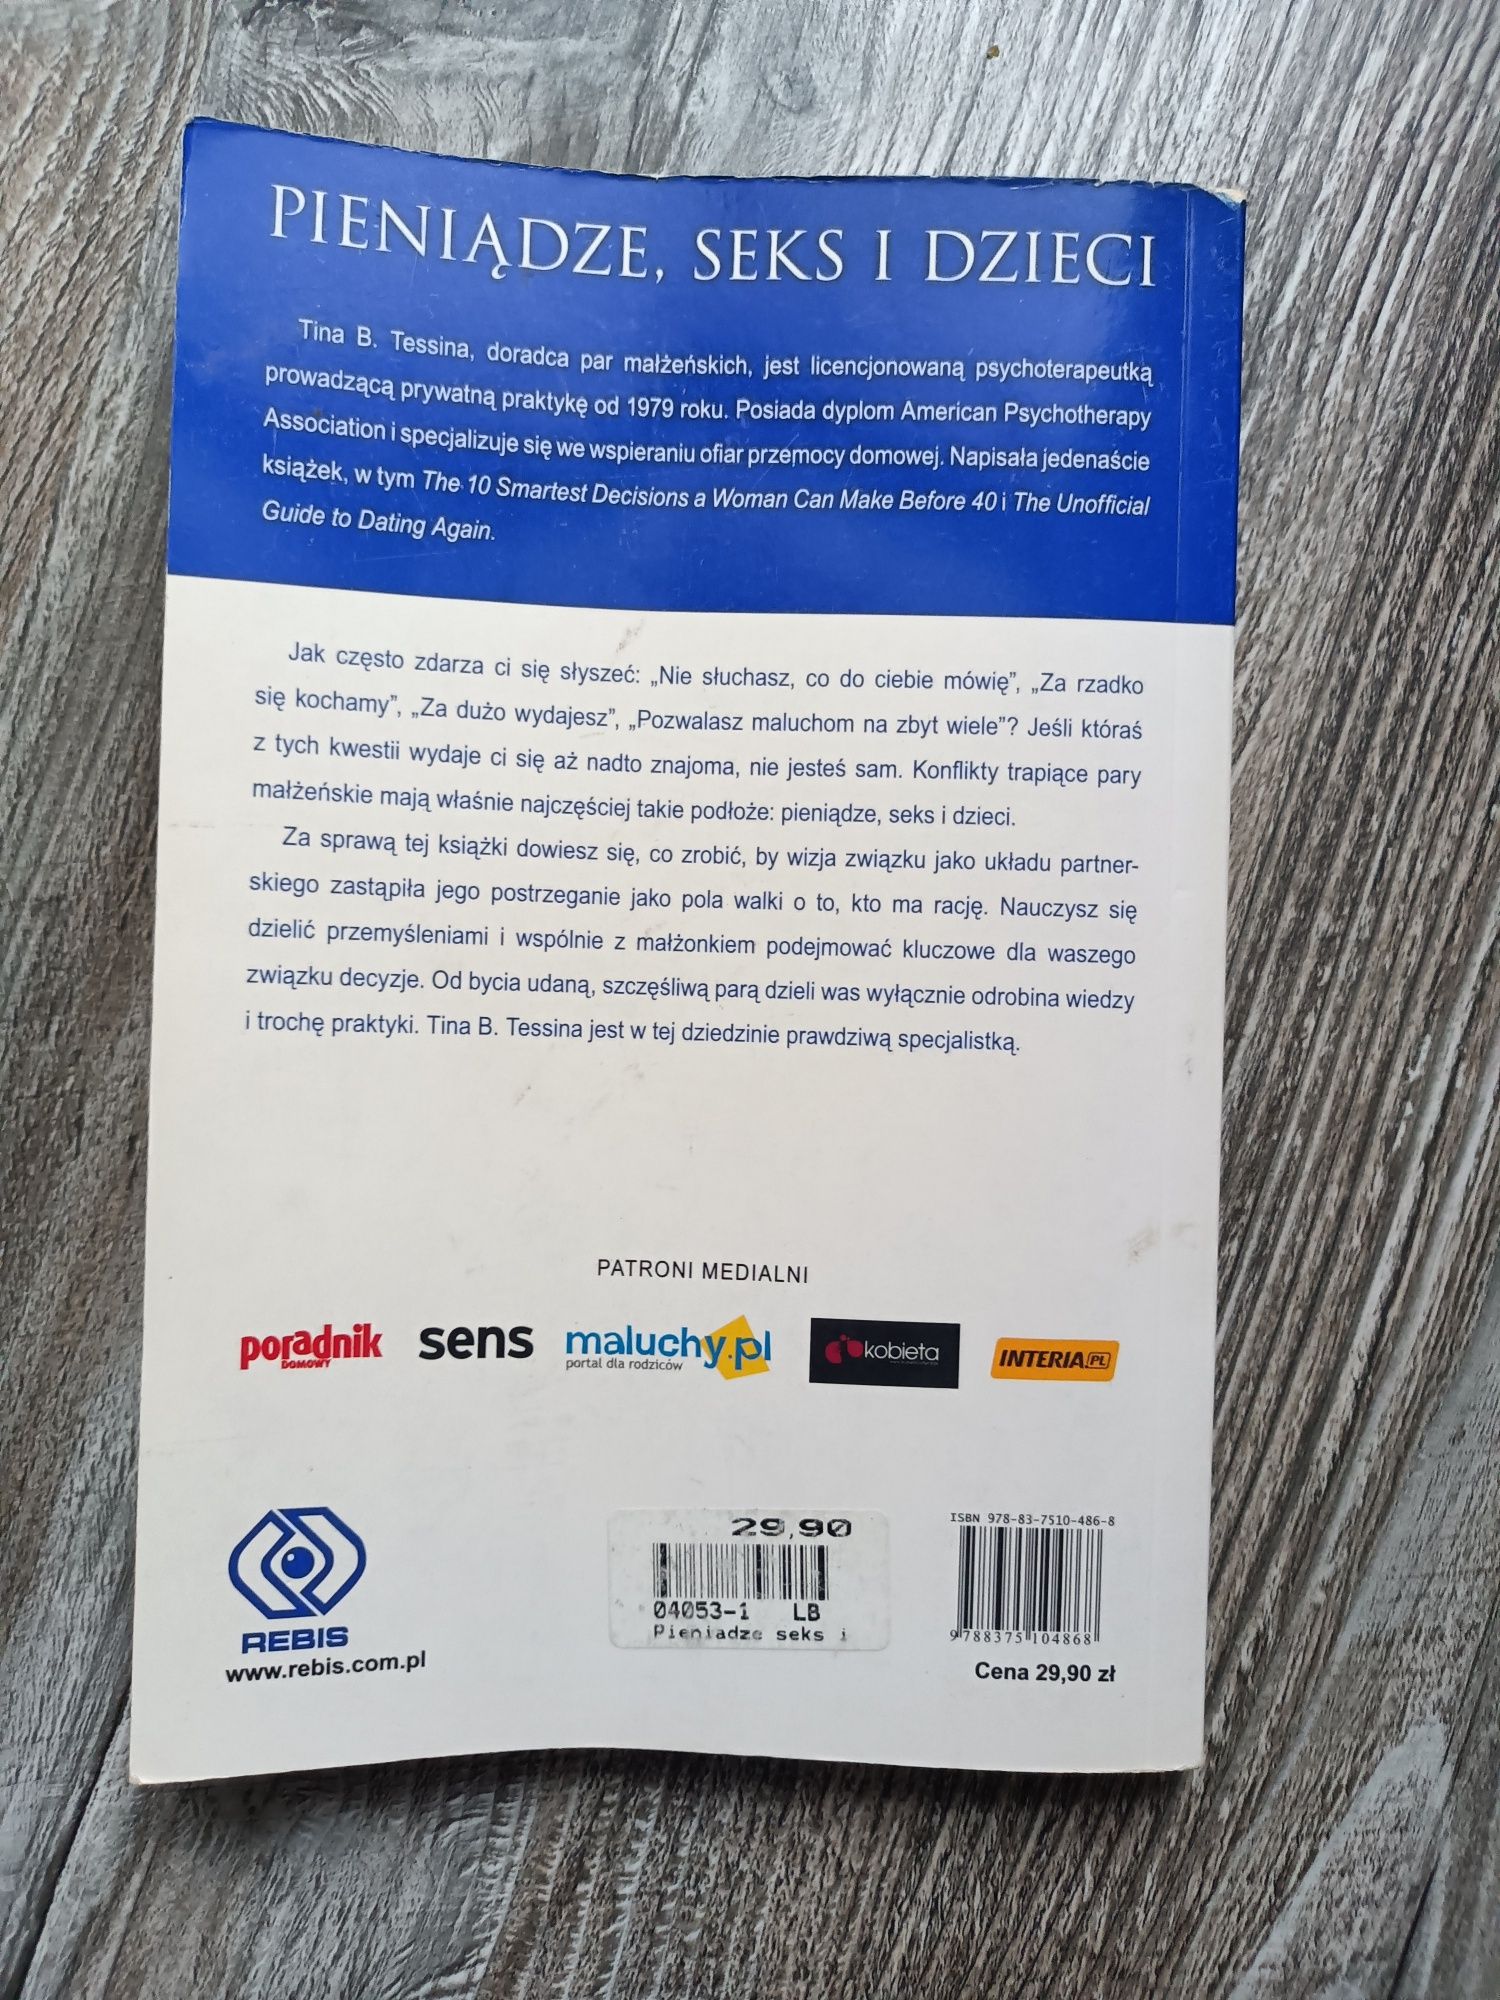 PIENIĄDZE, SEKS I DZIECI
Tina B. Tessina, doradca par małżeńskich, jest licencjonowaną psychoterapeutką
prowadzącą prywatną praktykę od 1979 roku. Posiada dyplom American Psychotherapy
Association i specjalizuje się we wspieraniu ofiar przemocy domowej. Napisała jedenaście
książek, w tym The 10 Smartest Decisions a Woman Can Make Before 40 i The Unofficial
Guide to Dating Again.
Jak często zdarza ci się słyszeć: „Nie słuchasz, co do ciebie mówię”, „Za rzadko
się kochamy”, „Za dużo wydajesz”, „Pozwalasz maluchom na zbyt wiele”? Jeśli któraś
z tych kwestii wydaje ci się aż nadto znajoma, nie jesteś sam. Konflikty trapiące pary
małżeńskie mają właśnie najczęściej takie podłoże: pieniądze, seks i dzieci.
Za sprawą tej książki dowiesz się, co zrobić, by wizja związku jako układu partner-
skiego zastąpiła jego postrzeganie jako pola walki o to, kto ma rację. Nauczysz się
dzielić przemyśleniami i wspólnie z małżonkiem podejmować kluczowe dla waszego
związku decyzje. Od bycia udaną, szczęśliwą parą dzieli was wyłącznie odrobina wiedzy
i trochę praktyki. Tina B. Tessina jest w tej dziedzinie prawdziwą specjalistką.
PATRONI MEDIALNI
poradnik
DOMOWY
sens
maluchy.pl
portal dla rodziców
kobieta
INTERIA.PL
REBIS
www.rebis.com.pl
29,90
04053-1 LB
Pieniadze seks i
ISBN 978-83-7510-486-8
9 788375 104868
Cena 29,90 zł